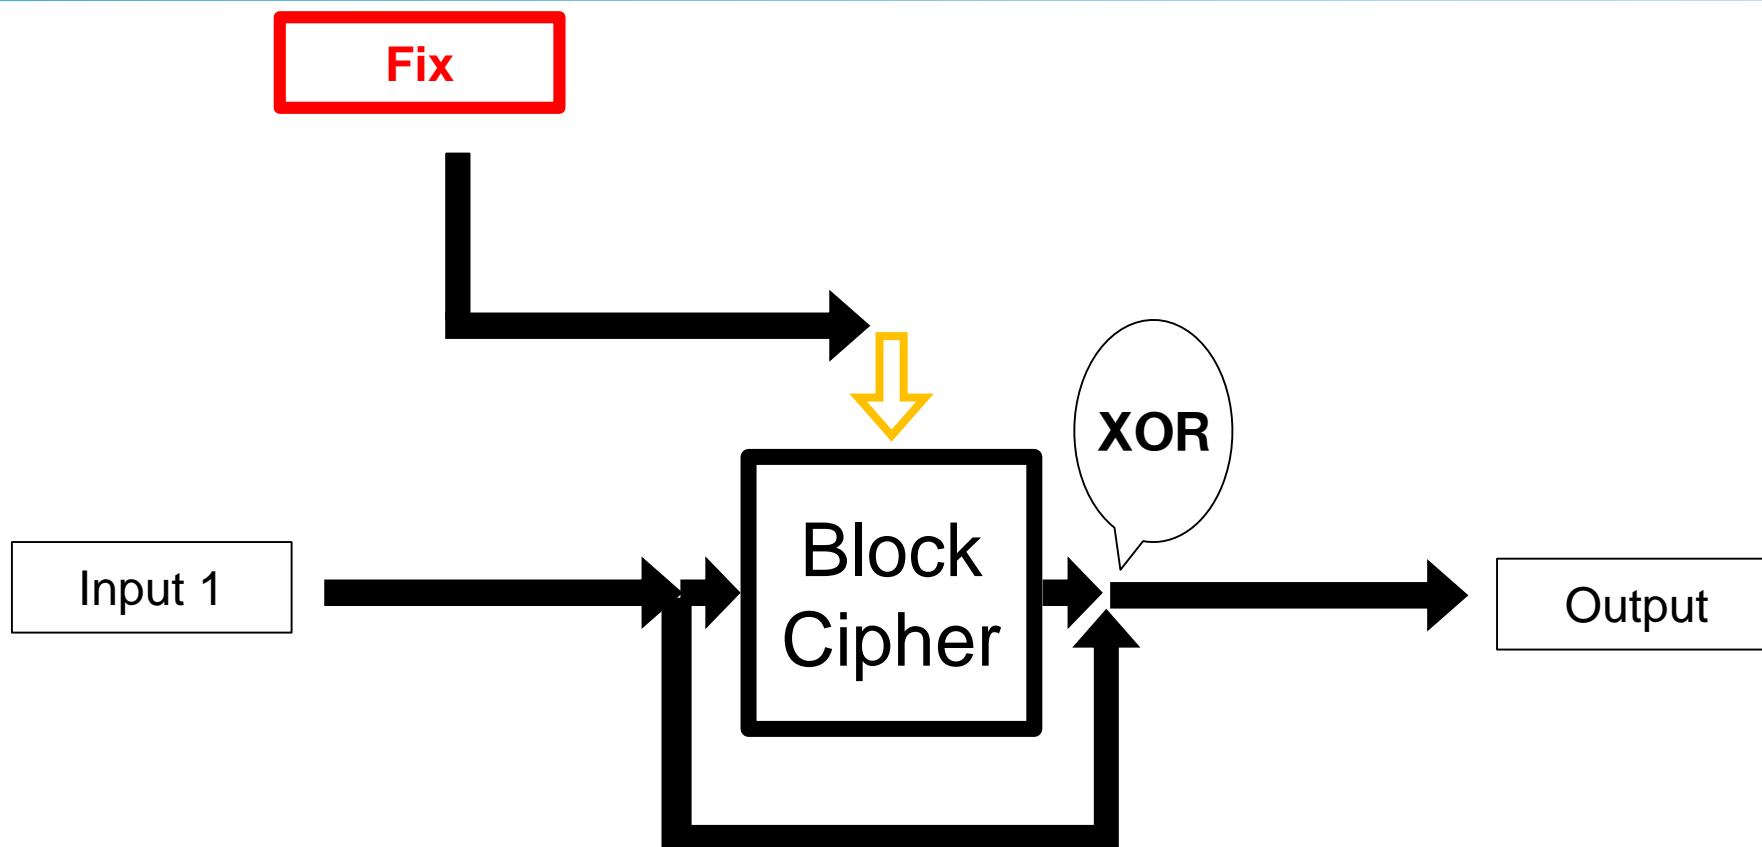 Fix
XOR
Block
Cipher
Input 1
Output